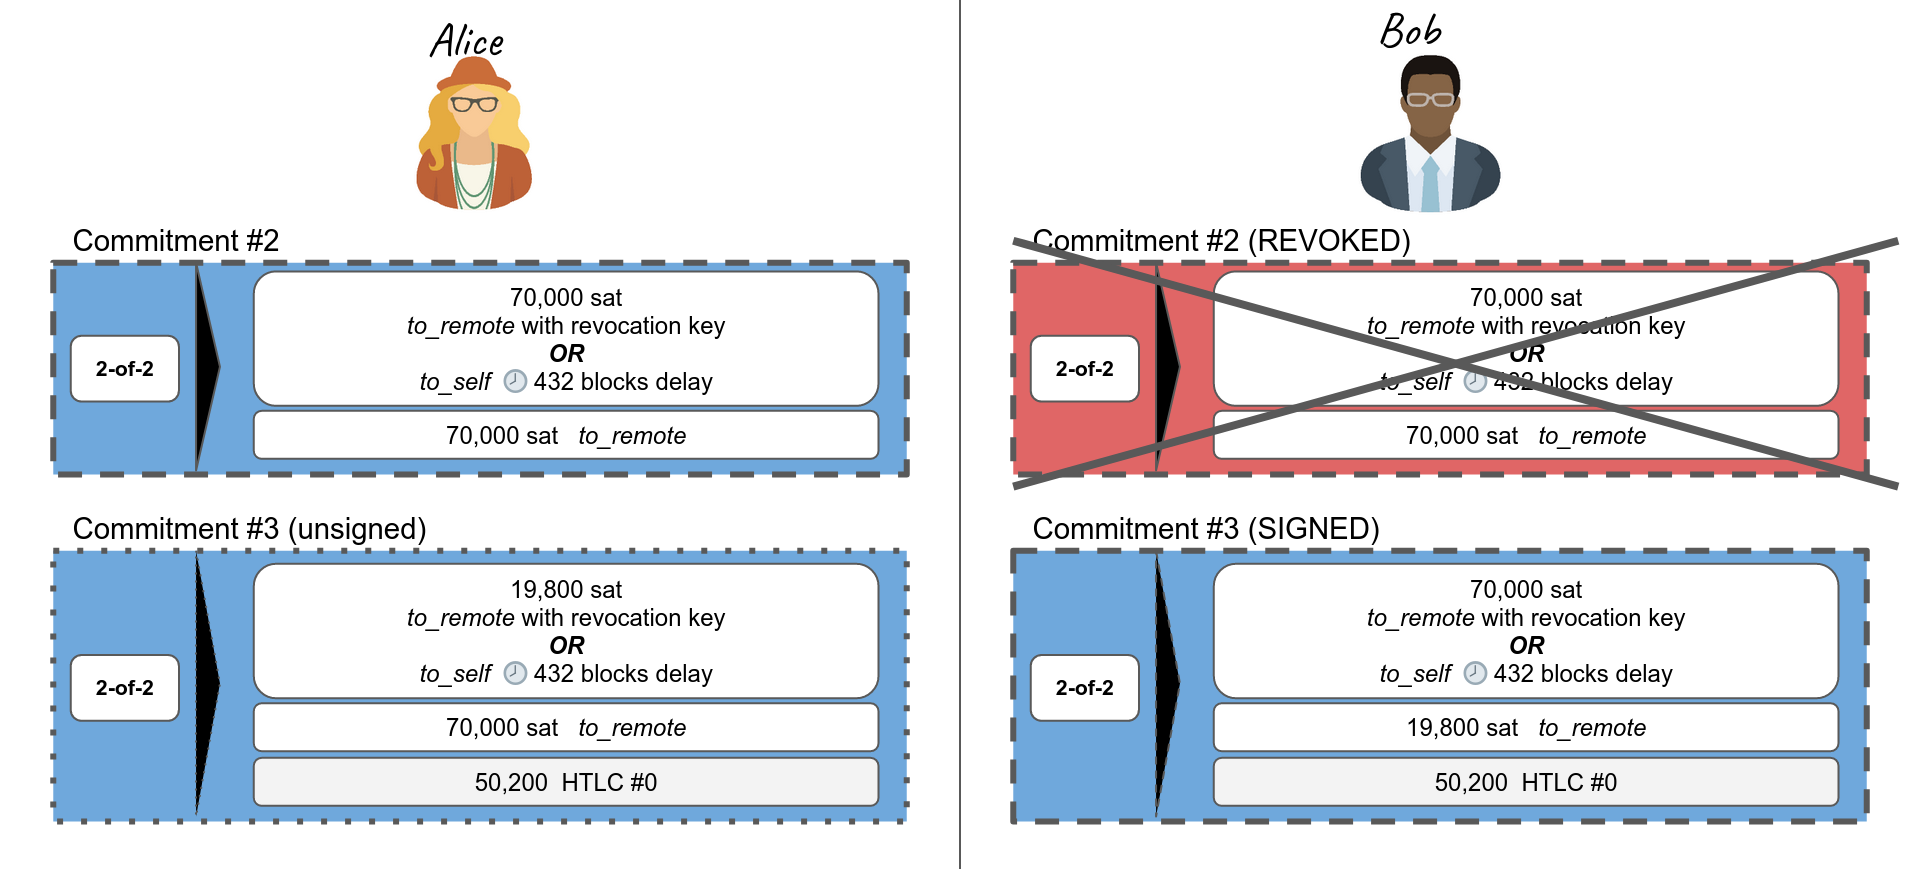 Alice
Commitment #2
2-of-2
70,000 sat
to_remote with revocation key
OR
to_self 432 blocks delay
70,000 sat to_remote
Commitment #3 (unsigned)
2-of-2
19,800 sat
to_remote with revocation key
OR
to_self 432 blocks delay
70,000 sat to_remote
50,200 HTLC #0
Bob
Commitment #2 (REVOKED)
2-of-2
70,000 sat
to_remote with revocation key
OR
to_self 432 blocks delay
70,000 sat to_remote
Commitment #3 (SIGNED)
2-of-2
70,000 sat
to_remote with revocation key
OR
to_self 432 blocks delay
19,800 sat to_remote
50,200 HTLC #0